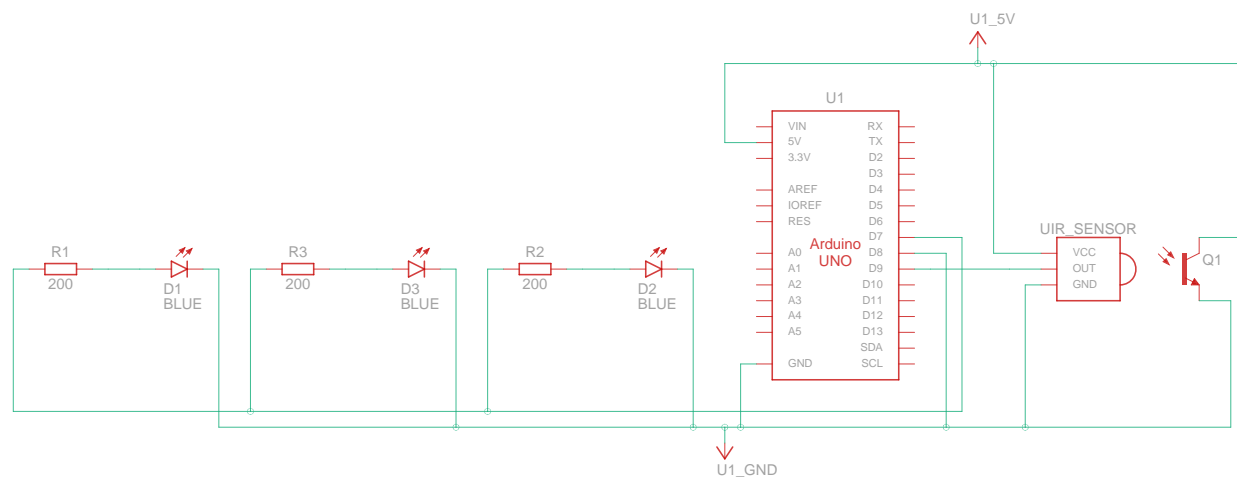 U1_5V
U1
VIN
5V
3.3V
AREF
IOREF
RES
A0
A1
A2
A3
A4
A5
GND
Arduino
UNO
RX
TX
D2
D3
D4
D5
D6
D7
D8
D9
D10
D11
D12
D13
SDA
SCL
R1
200
D1
BLUE
R3
200
D3
BLUE
R2
200
D2
BLUE
UIR_SENSOR
VCC
OUT
GND
Q1
U1_GND